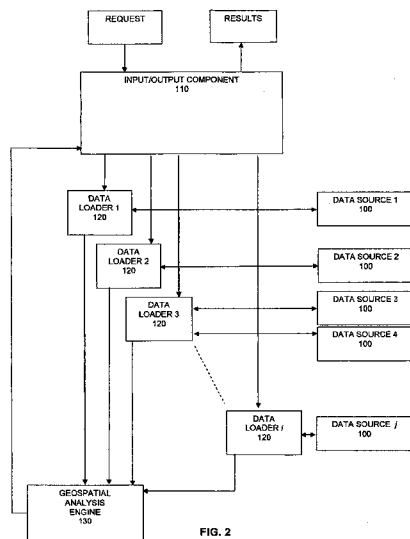 REQUEST
RESULTS
INPUT/OUTPUT COMPONENT
110
DATA
LOADER 1
120
DATA SOURCE 1
100
DATA
LOADER 2
120
DATA SOURCE 2
100
DATA
LOADER 3
120
DATA SOURCE 3
100
DATA SOURCE 4
100
DATA
LOADER i
120
DATA SOURCE j
100
GEOSPATIAL
ANALYSIS
ENGINE
130
FIG. 2